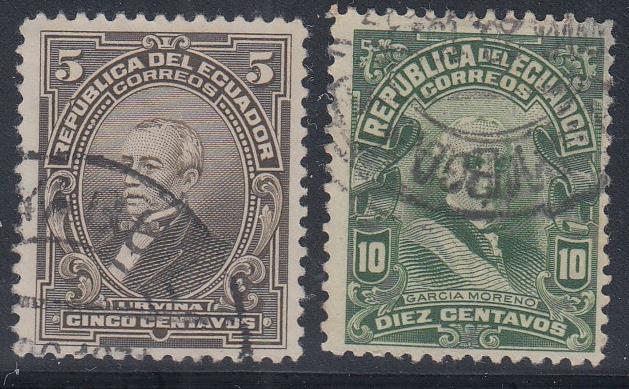 5 5
REPUBLICA DEL ECUADOR
CORREOS
URVINA
CINCO CENTAVOS
REPUBLICA DEL ECUADOR
CORREOS
10 10
GARCIA MORENO
DIEZ CENTAVOS